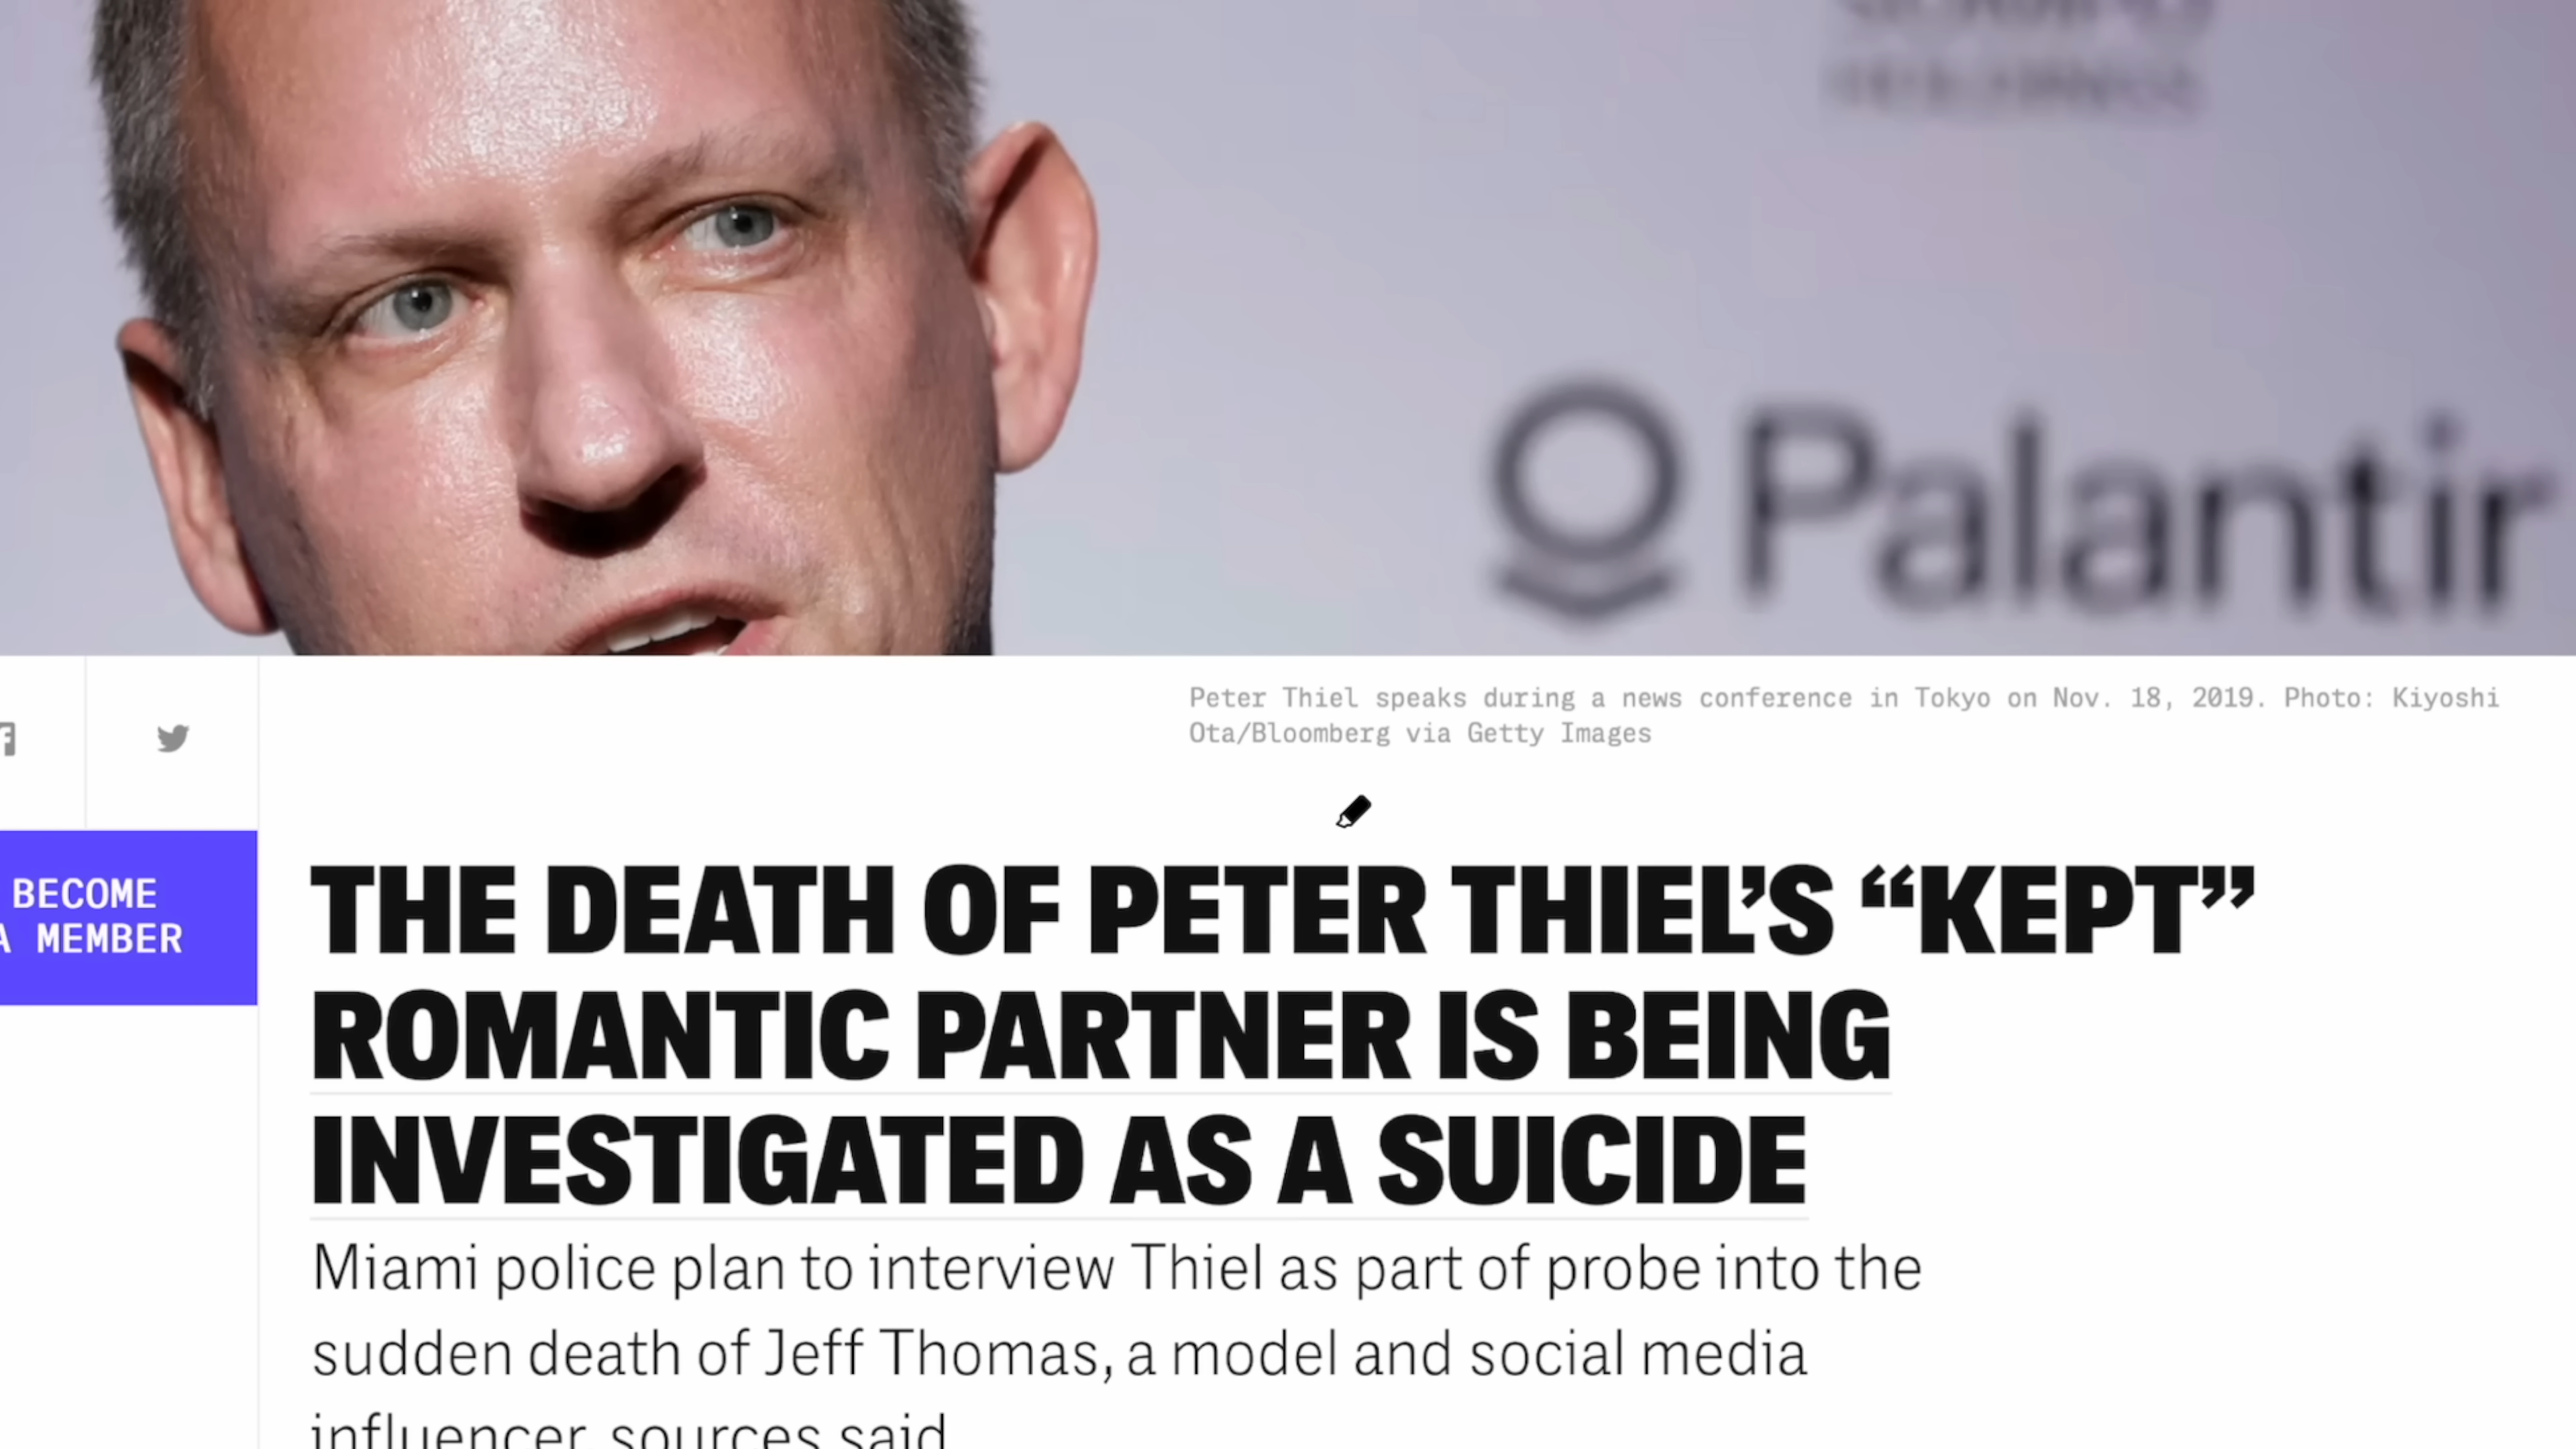 Palantir
Peter Thiel speaks during a news conference in Tokyo on Nov. 18, 2019. Photo: Kiyoshi
Ota/Bloomberg via Getty Images
BECOME
A MEMBER
THE DEATH OF PETER THIEL’S “KEPT”
ROMANTIC PARTNER IS BEING
INVESTIGATED AS A SUICIDE
Miami police plan to interview Thiel as part of probe into the
sudden death of Jeff Thomas, a model and social media
influencer, sources said